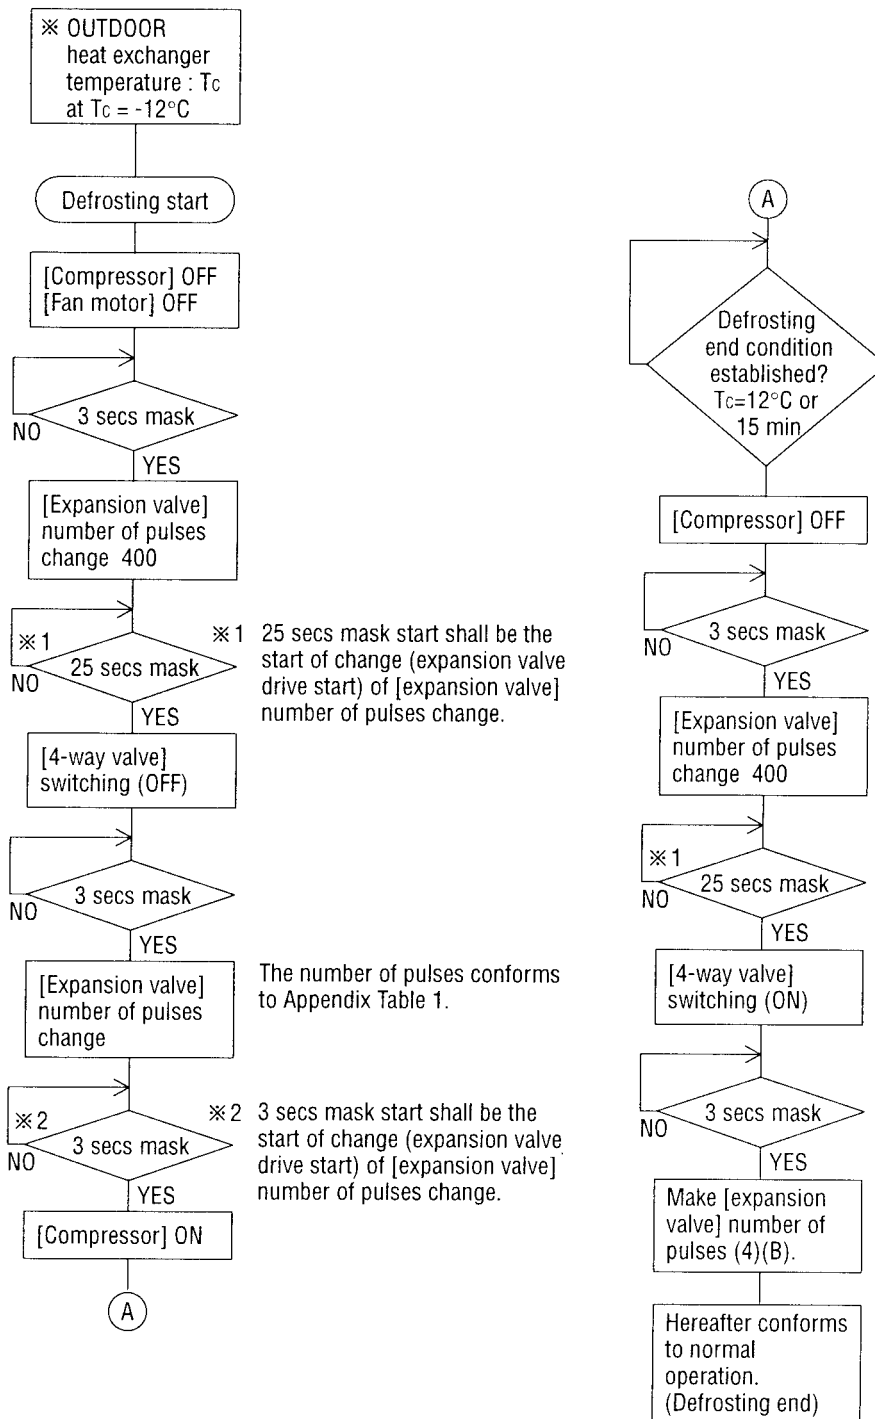 ※ OUTDOOR
heat exchanger
temperature : Tc
at Tc = -12°C
Defrosting start
[Compressor] OFF
[Fan motor] OFF
3 secs mask
NO
YES
[Expansion valve]
number of pulses
change 400
※1
25 secs mask
NO
YES
※1 25 secs mask start shall be the
start of change (expansion valve
drive start) of [expansion valve]
number of pulses change.
[4-way valve]
switching (OFF)
3 secs mask
NO
YES
[Expansion valve]
number of pulses
change
The number of pulses conforms
to Appendix Table 1.
※2
3 secs mask
NO
YES
※2 3 secs mask start shall be the
start of change (expansion valve
drive start) of [expansion valve]
number of pulses change.
[Compressor] ON
A
A
Defrosting
end condition
established?
Tc=12°C or
15 min
[Compressor] OFF
3 secs mask
NO
YES
[Expansion valve]
number of pulses
change 400
※1
25 secs mask
NO
YES
[4-way valve]
switching (ON)
3 secs mask
NO
YES
Make [expansion
valve] number of
pulses (4)(B).
Hereafter conforms
to normal
operation.
(Defrosting end)